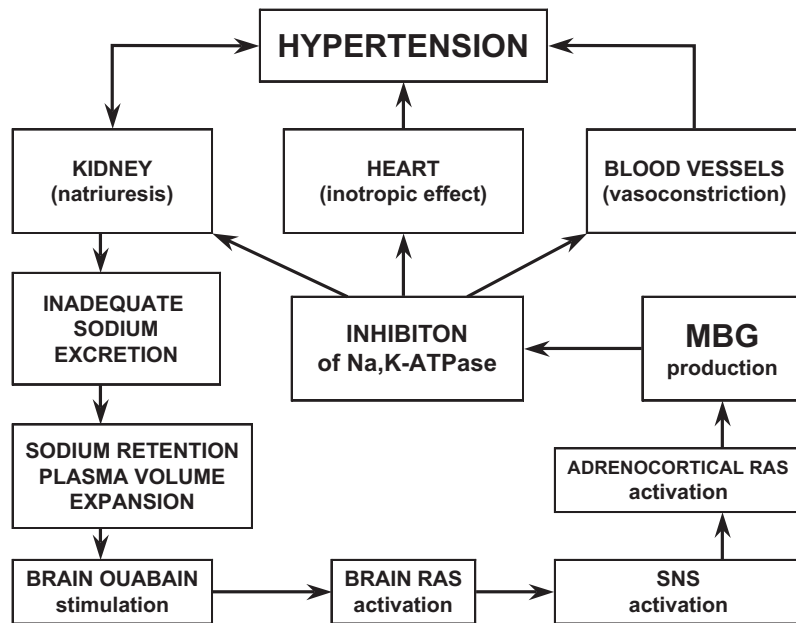 HYPERTENSION
KIDNEY
(natriuresis)
HEART
(inotropic effect)
BLOOD VESSELS
(vasoconstriction)
INADEQUATE
SODIUM
EXCRETION
INHIBITON
of Na,K-ATPase
MBG
production
SODIUM RETENTION
PLASMA VOLUME
EXPANSION
ADRENOCORTICAL RAS
activation
BRAIN OUABAIN
stimulation
BRAIN RAS
activation
SNS
activation